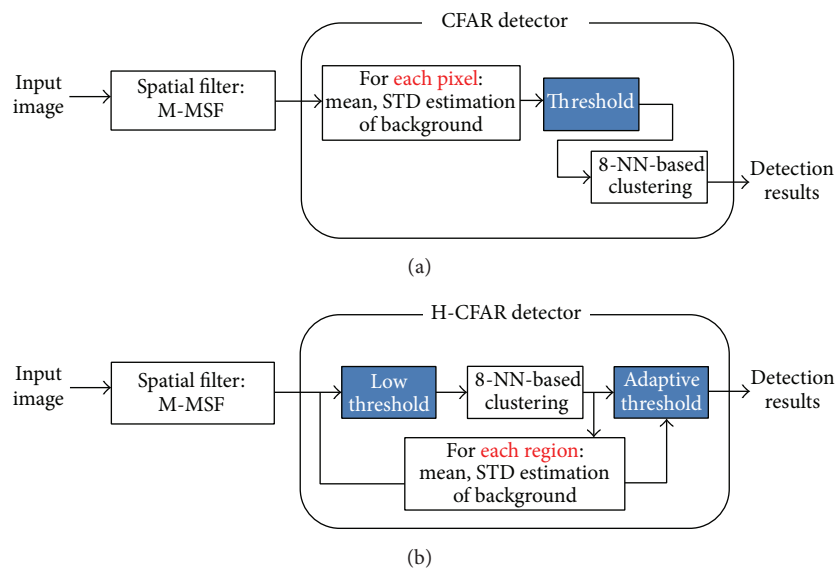 CFAR detector
Input
image
Spatial filter:
M-MSF
For each pixel:
mean, STD estimation
of background
Threshold
8-NN-based
clustering
Detection
results
(a)
H-CFAR detector
Input
image
Spatial filter:
M-MSF
Low
threshold
8-NN-based
clustering
Adaptive
threshold
Detection
results
For each region:
mean, STD estimation
of background
(b)